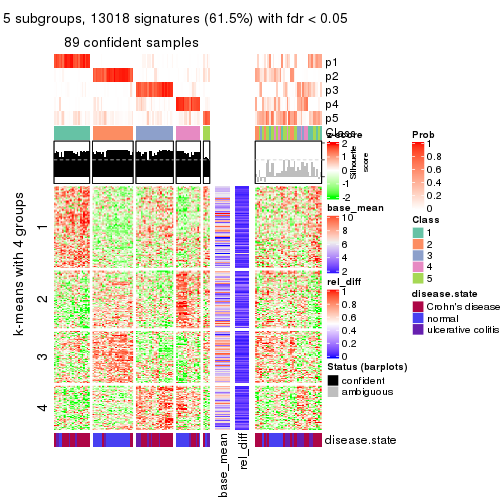 5 subgroups, 13018 signatures (61.5%) with fdr < 0.05
89 confident samples
p1
p2
p3
p4
p5
Class
k-means with 4 groups
1
2
3
4
disease.state
base_mean
rel_diff
z-score
2
1
0
-1
-2
Silhouette
score
base_mean
10
8
6
4
2
rel_diff
1
0.8
0.6
0.4
0.2
0
Status (barplots)
confident
ambiguous
Prob
1
0.8
0.6
0.4
0.2
0
Class
1
2
3
4
5
disease.state
Crohn's disease
normal
ulcerative colitis